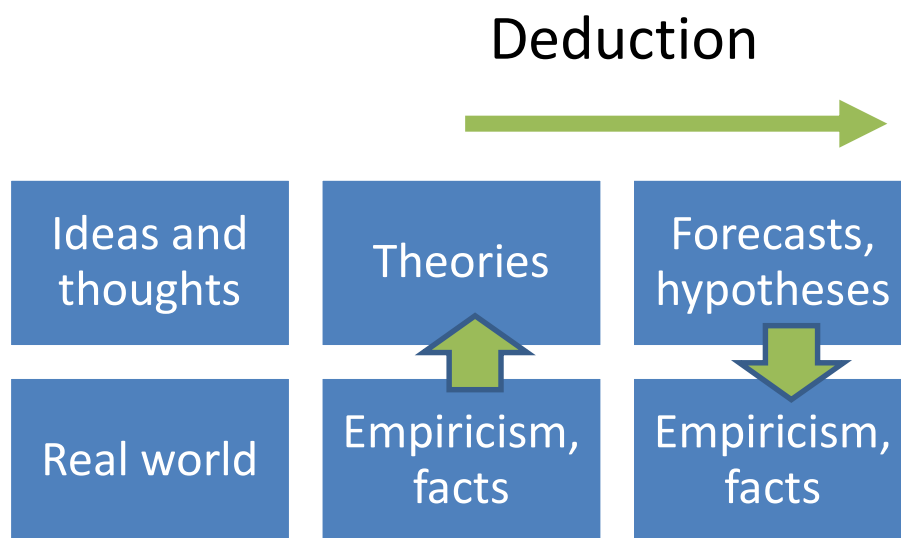 Deduction
Ideas and
thoughts
Theories
Forecasts,
hypotheses
Real world
Empiricism,
facts
Empiricism,
facts